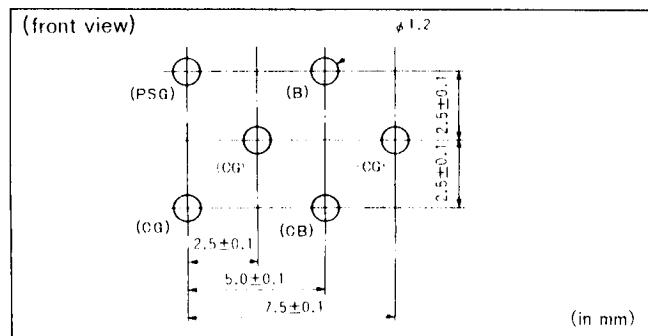 (front view)
ϕ1.2
(PSG)
(B)
2.5±0.1
(CG)
(CG)
2.5±0.1
(CG)
(CB)
2.5±0.1
5.0±0.1
7.5±0.1
(in mm)